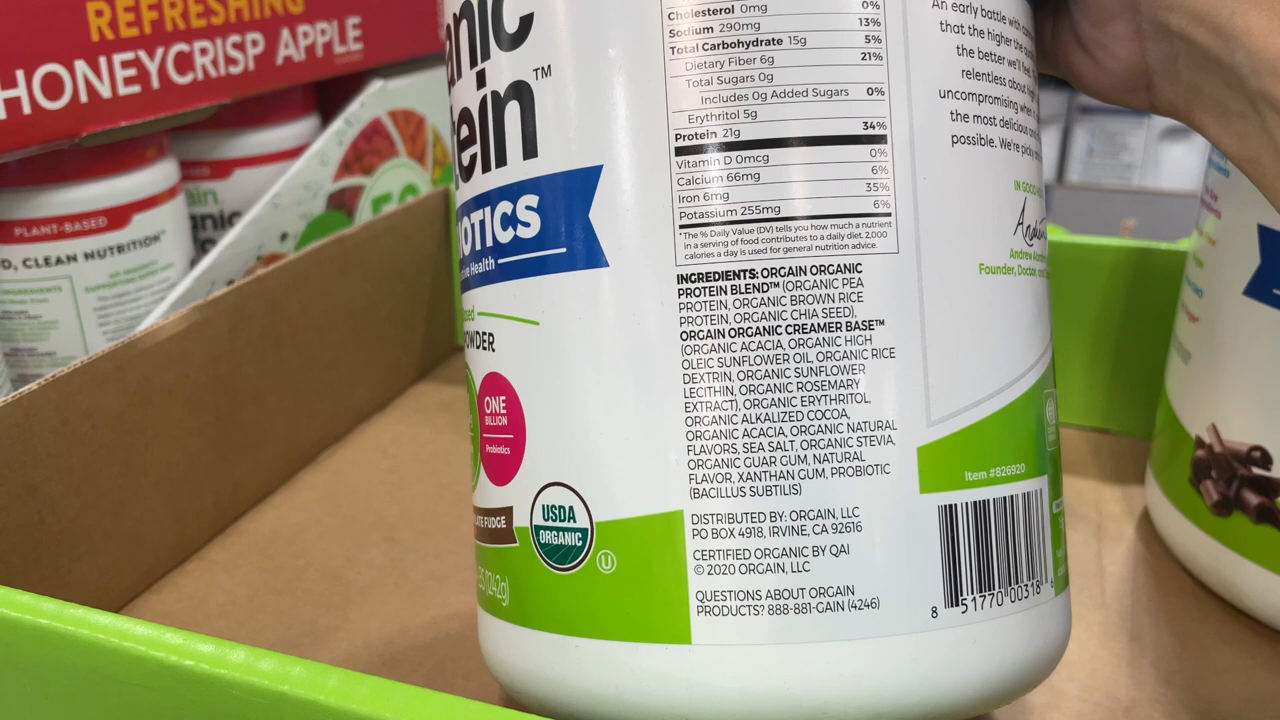 REFRESHING
HONEYCRISP APPLE
PLANT-BASED
CLEAN NUTRITION™
™
OTICS
Health
OWDER
ONE
BILLION
Probiotics
USDA
ORGANIC
FUDGE
U
(1242g)
Cholesterol 0mg 0%
Sodium 290mg 13%
Total Carbohydrate 15g 5%
Dietary Fiber 6g 21%
Total Sugars 0g
Includes 0g Added Sugars 0%
Erythritol 5g
Protein 21g 34%
Vitamin D 0mcg 0%
Calcium 66mg 6%
Iron 6mg 35%
Potassium 255mg 6%
*The % Daily Value (DV) tells you how much a nutrient
in a serving of food contributes to a daily diet. 2,000
calories a day is used for general nutrition advice.
INGREDIENTS: ORGAIN ORGANIC
PROTEIN BLEND™ (ORGANIC PEA
PROTEIN, ORGANIC BROWN RICE
PROTEIN, ORGANIC CHIA SEED),
ORGAIN ORGANIC CREAMER BASE™
(ORGANIC ACACIA, ORGANIC HIGH
OLEIC SUNFLOWER OIL, ORGANIC RICE
DEXTRIN, ORGANIC SUNFLOWER
LECITHIN, ORGANIC ROSEMARY
EXTRACT), ORGANIC ERYTHRITOL,
ORGANIC ALKALIZED COCOA,
ORGANIC ACACIA, ORGANIC NATURAL
FLAVORS, SEA SALT, ORGANIC STEVIA,
ORGANIC GUAR GUM, NATURAL
FLAVOR, XANTHAN GUM, PROBIOTIC
(BACILLUS SUBTILIS)
DISTRIBUTED BY: ORGAIN, LLC
PO BOX 4918, IRVINE, CA 92616
CERTIFIED ORGANIC BY QAI
© 2020 ORGAIN, LLC
QUESTIONS ABOUT ORGAIN
PRODUCTS? 888-881-GAIN (4246)
An early battle with
that the higher the
the better we'll feel.
relentless about
uncompromising when
the most delicious
possible. We're picky
IN GOOD
Andrew
Founder, Doctor, and
Item #826920
8 51770 00318 6